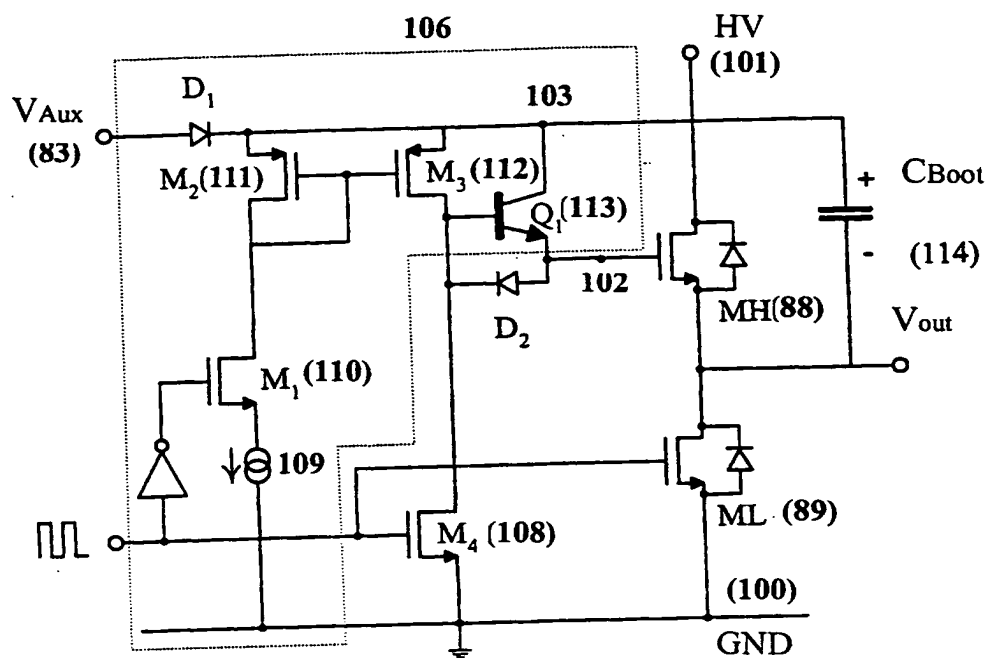 106
HV
(101)
D1
103
VAux
(83)
M2(111)
M3(112)
Q1(113)
+
CBoot
-
(114)
102
D2
MH(88)
Vout
M1(110)
109
M4(108)
ML (89)
(100)
GND